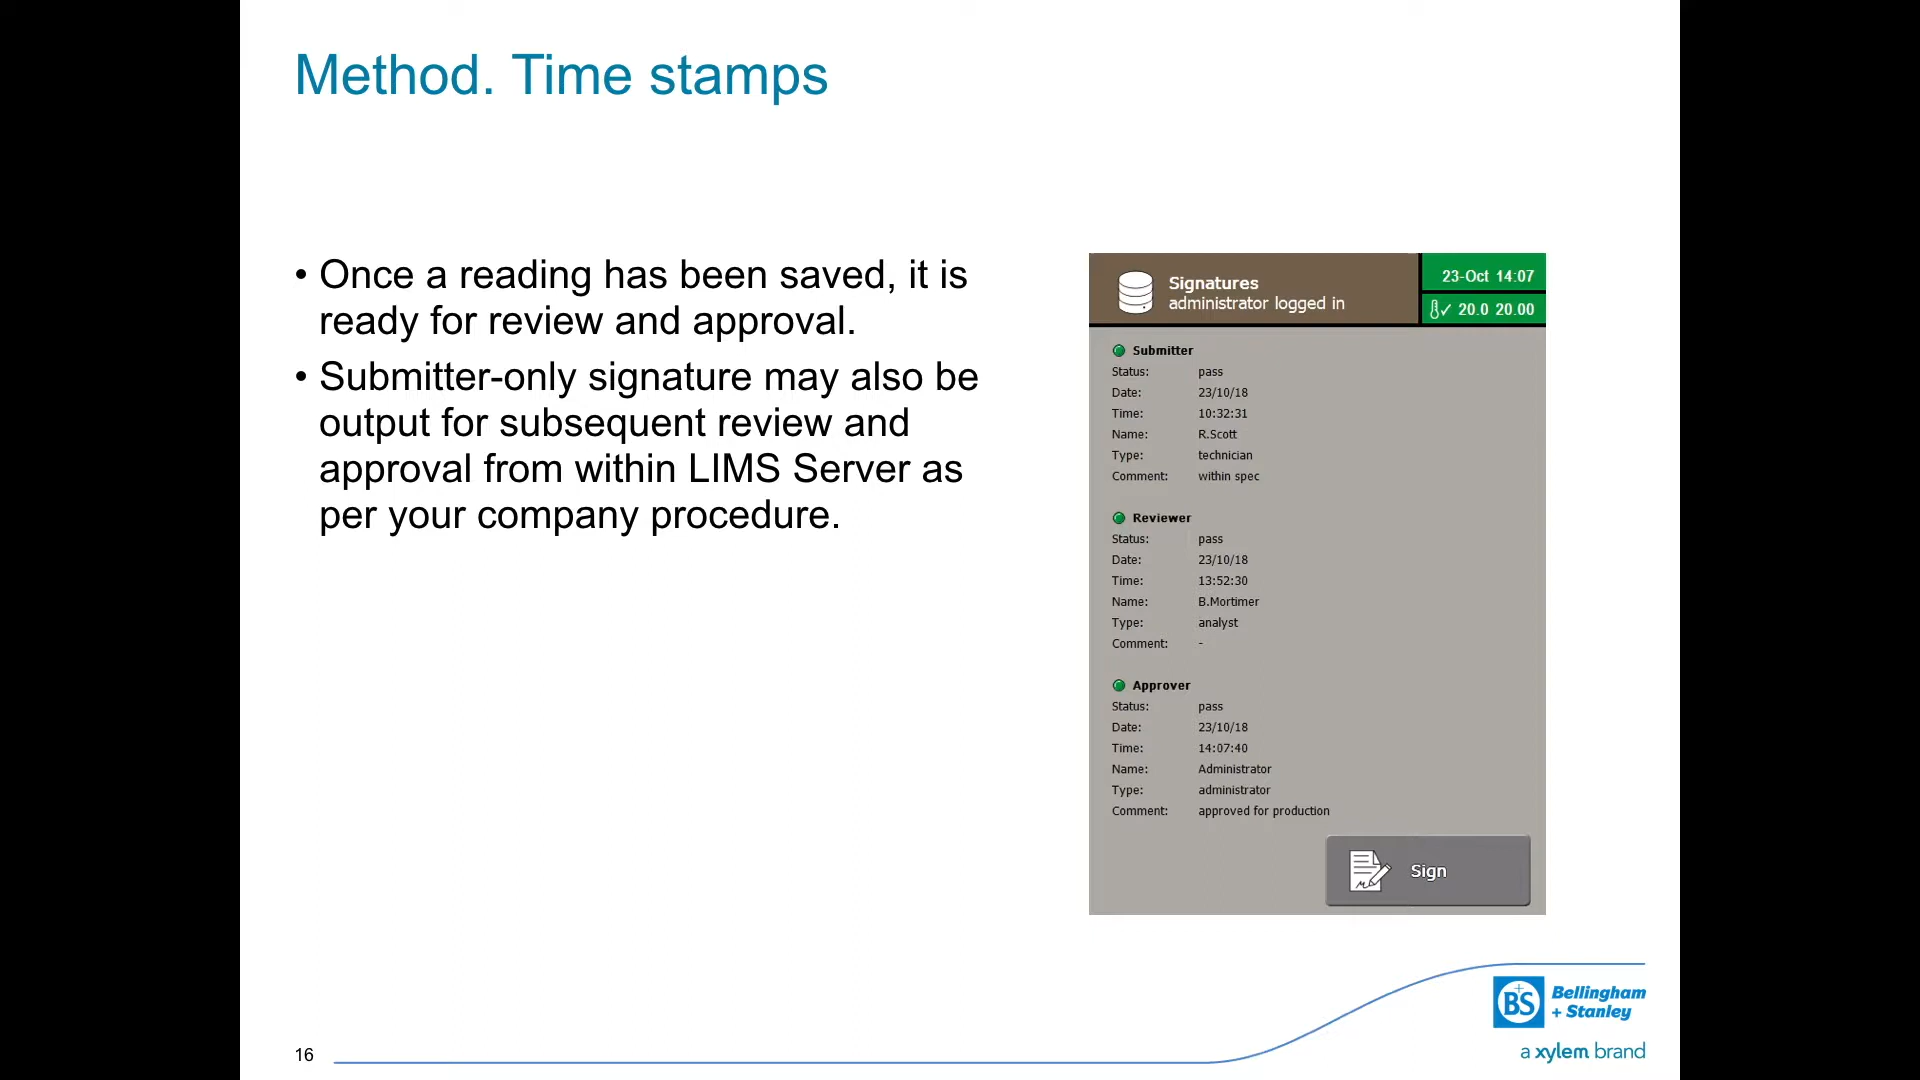 Method. Time stamps
• Once a reading has been saved, it is
ready for review and approval.
• Submitter-only signature may also be
output for subsequent review and
approval from within LIMS Server as
per your company procedure.
Signatures
administrator logged in
23-Oct 14:07
20.0 20.00
Submitter
Status: pass
Date: 23/10/18
Time: 10:32:31
Name: R.Scott
Type: technician
Comment: within spec
Reviewer
Status: pass
Date: 23/10/18
Time: 13:52:30
Name: B.Mortimer
Type: analyst
Comment: -
Approver
Status: pass
Date: 23/10/18
Time: 14:07:40
Name: Administrator
Type: administrator
Comment: approved for production
Sign
BS
Bellingham
+ Stanley
a xylem brand
16